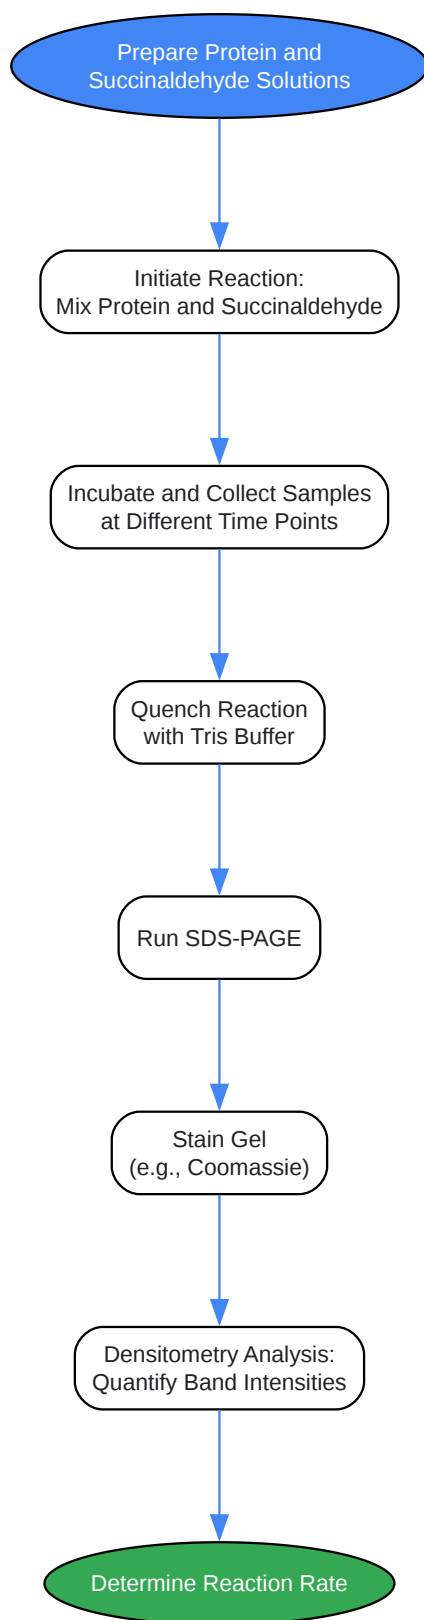 Prepare Protein and
Succinaldehyde Solutions
Initiate Reaction:
Mix Protein and Succinaldehyde
Incubate and Collect Samples
at Different Time Points
Quench Reaction
with Tris Buffer
Run SDS-PAGE
Stain Gel
(e.g., Coomassie)
Densitometry Analysis:
Quantify Band Intensities
Determine Reaction Rate